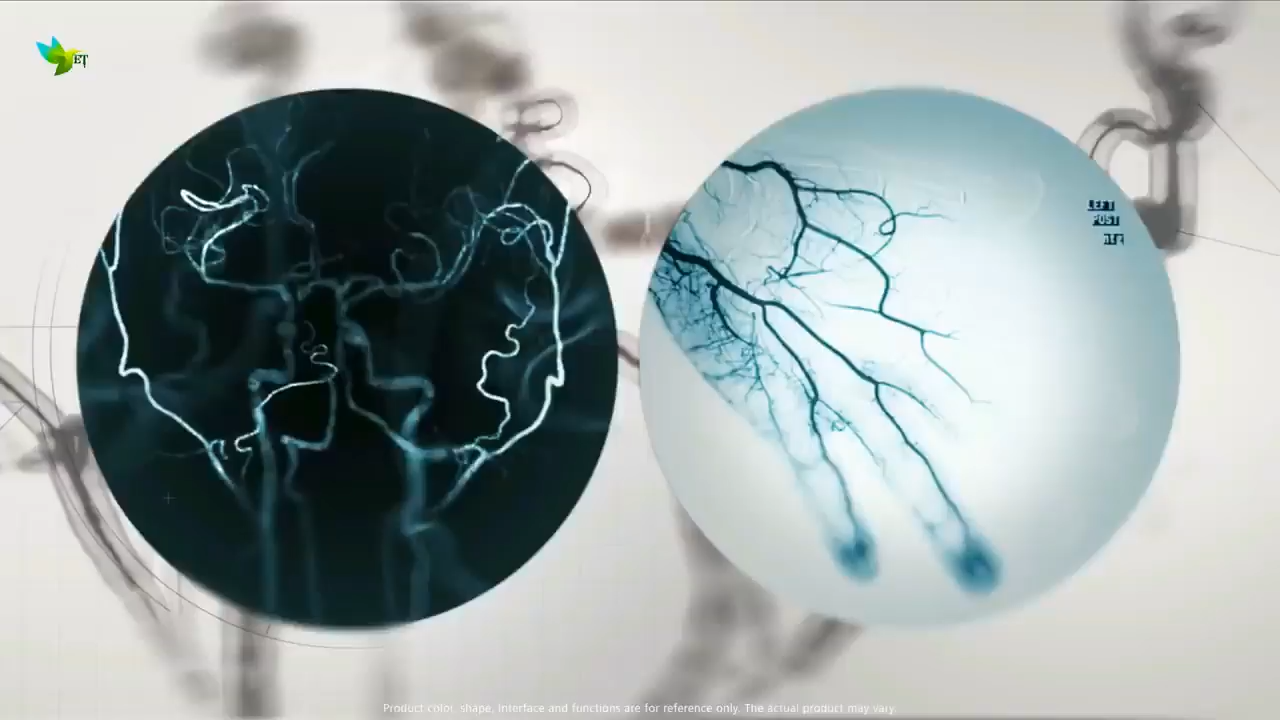 ET
LEFT
POST
Product color, shape, interface and functions are for reference only. The actual product may vary.